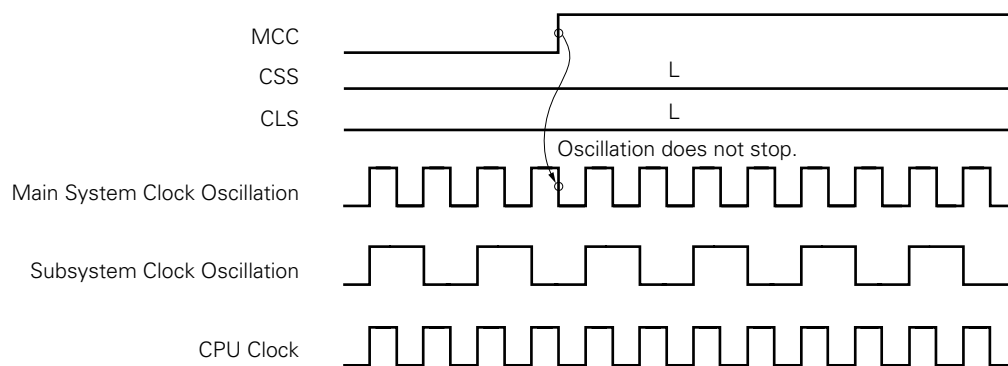 MCC
CSS
L
CLS
L
Oscillation does not stop.
Main System Clock Oscillation
Subsystem Clock Oscillation
CPU Clock